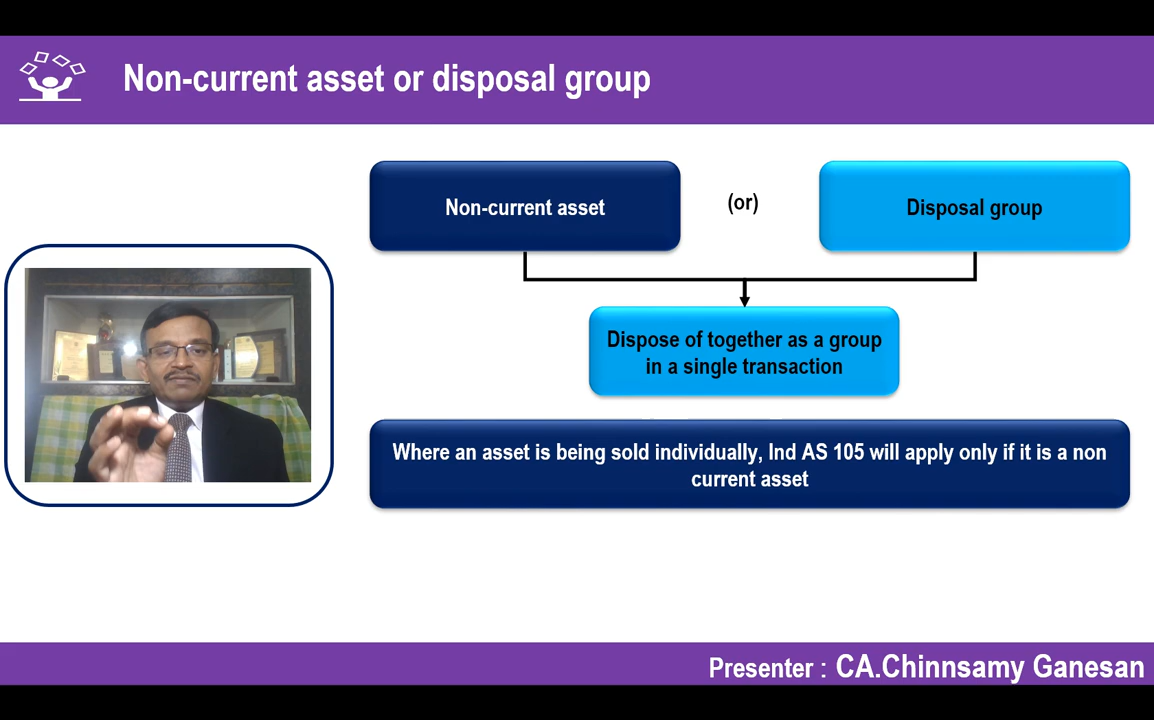 Non-current asset or disposal group
Non-current asset
(or)
Disposal group
Dispose of together as a group
in a single transaction
Where an asset is being sold individually, Ind AS 105 will apply only if it is a non
current asset
Presenter : CA.Chinnsamy Ganesan